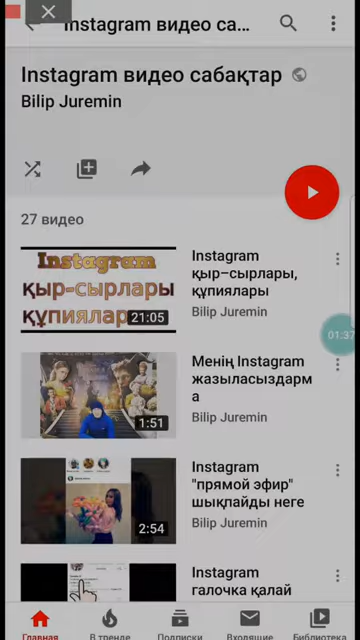 Instagram видео са...
Instagram видео сабақтар
Bilip Juremin
27 видео
Instagram
қыр-сырлары
құпиялар
21:05
Instagram
қыр-сырлары,
құпиялары
Bilip Juremin
01:37
1:51
Менің Instagram
жазыласыздарм
а
Bilip Juremin
2:54
Instagram
"прямой эфир"
шықпайды неге
Bilip Juremin
Instagram
галочка қалай
Главная
В тренде
Подписки
Входящие
Библиотека